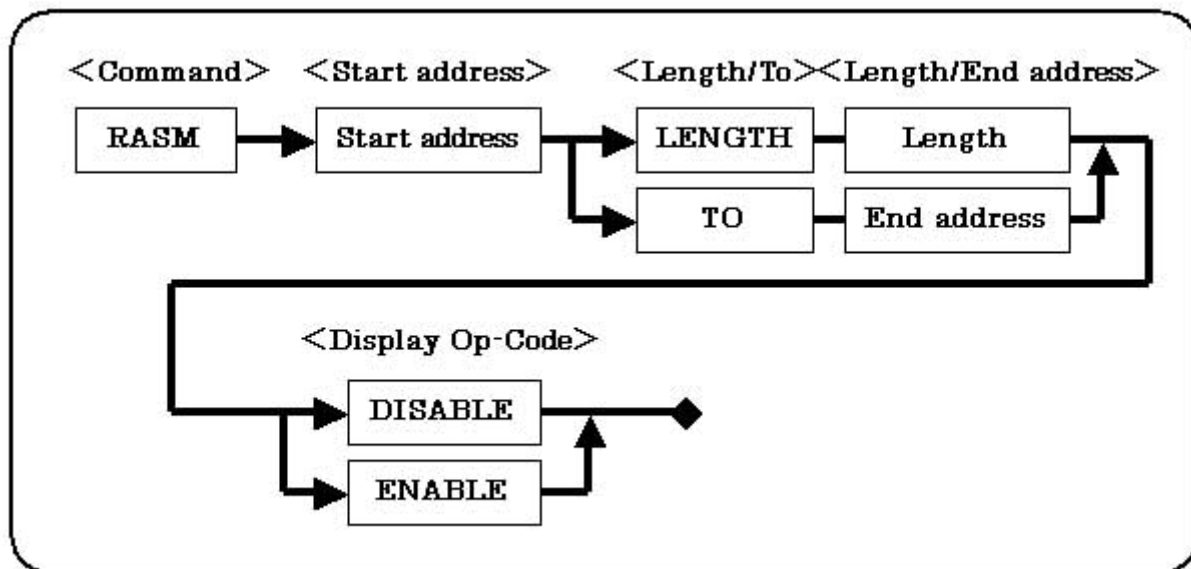 <Command> <Start address> <Length/To> <Length/End address>
RASM Start address LENGTH Length
TO End address
<Display Op-Code>
DISABLE
ENABLE